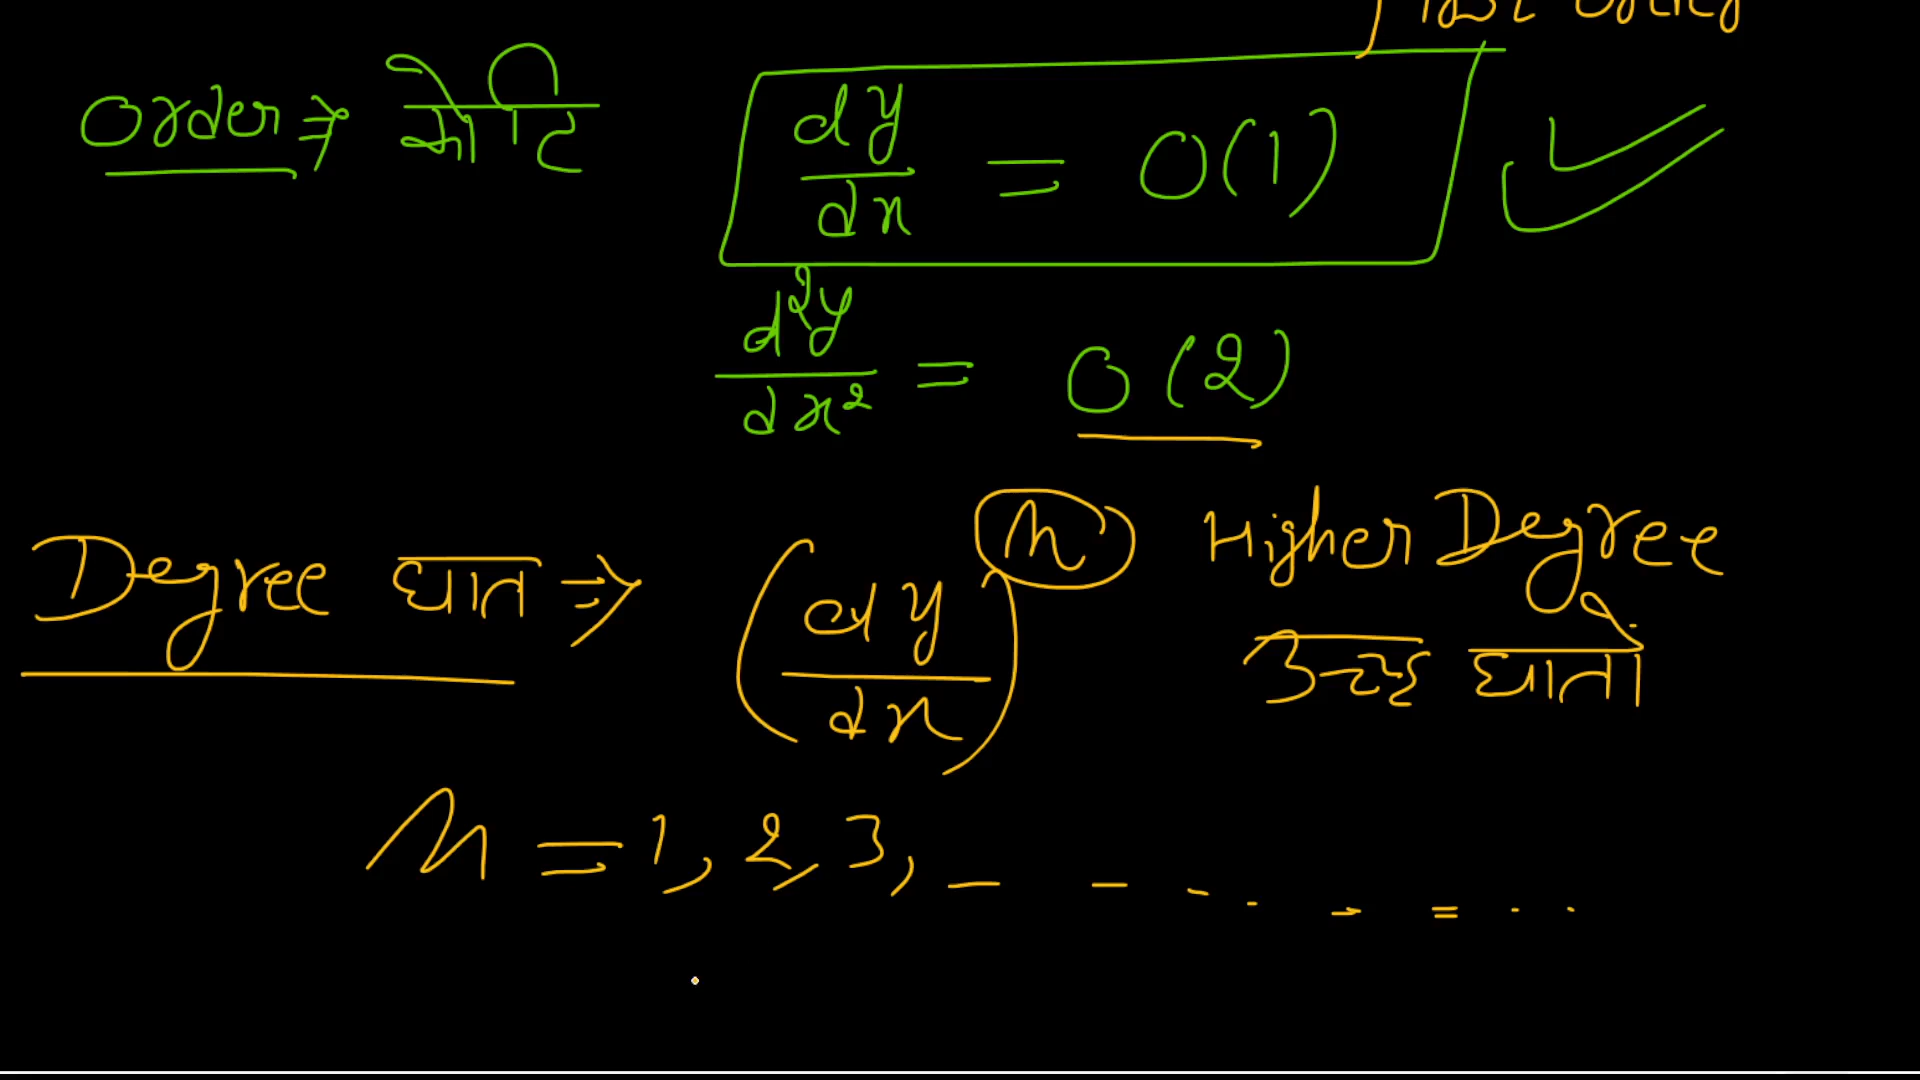 Order ⇒ कोटि
dy/dx = O(1)
d²y/dx² = O(2)
Degree घात ⇒ (dy/dx)ⁿ Higher Degree
उच्च घातों
n = 1, 2, 3, – – - . - = . .